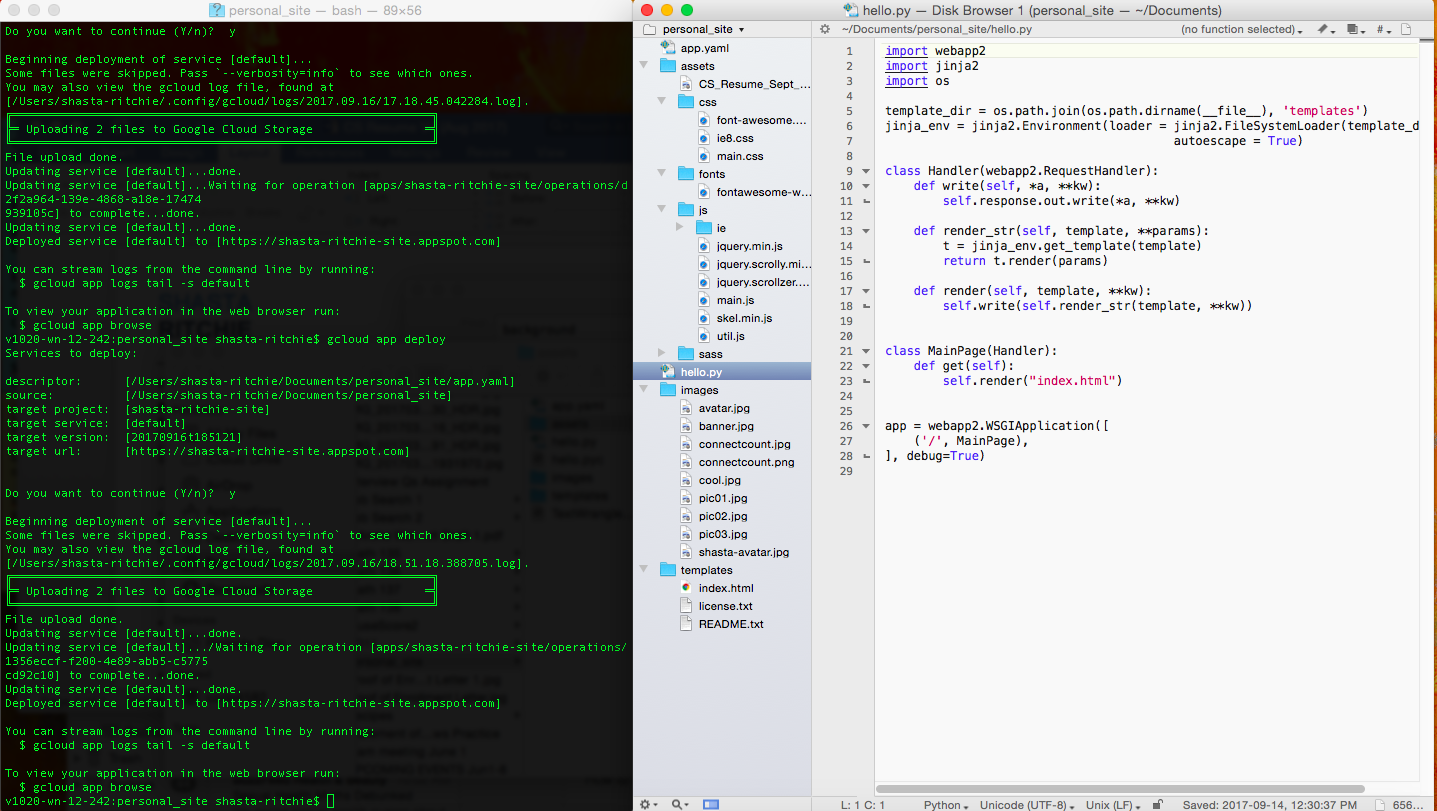 personal_site — bash — 89×56
Do you want to continue (Y/n)?  y
Beginning deployment of service [default]...
Some files were skipped. Pass `--verbosity=info` to see which ones.
You may also view the gcloud log file, found at
[/Users/shasta-ritchie/.config/gcloud/logs/2017.09.16/17.18.45.042284.log].
Uploading 2 files to Google Cloud Storage
File upload done.
Updating service [default]...done.
Updating service [default]...Waiting for operation [apps/shasta-ritchie-site/operations/d
2f2a964-139e-4868-a18e-17474
939105c] to complete...done.
Updating service [default]...done.
Deployed service [default] to [https://shasta-ritchie-site.appspot.com]
You can stream logs from the command line by running:
$ gcloud app logs tail -s default
To view your application in the web browser run:
$ gcloud app browse
v1020-wn-12-242:personal_site shasta-ritchie$ gcloud app deploy
Services to deploy:
descriptor:      [/Users/shasta-ritchie/Documents/personal_site/app.yaml]
source:          [/Users/shasta-ritchie/Documents/personal_site]
target project:  [shasta-ritchie-site]
target service:  [default]
target version:  [20170916t185121]
target url:      [https://shasta-ritchie-site.appspot.com]
Do you want to continue (Y/n)?  y
Beginning deployment of service [default]...
Some files were skipped. Pass `--verbosity=info` to see which ones.
You may also view the gcloud log file, found at
[/Users/shasta-ritchie/.config/gcloud/logs/2017.09.16/18.51.18.388705.log].
Uploading 2 files to Google Cloud Storage
File upload done.
Updating service [default]...done.
Updating service [default].../Waiting for operation [apps/shasta-ritchie-site/operations/
1356eccf-f200-4e89-abb5-c5775
cd92c10] to complete...done.
Updating service [default]...done.
Deployed service [default] to [https://shasta-ritchie-site.appspot.com]
You can stream logs from the command line by running:
$ gcloud app logs tail -s default
To view your application in the web browser run:
$ gcloud app browse
v1020-wn-12-242:personal_site shasta-ritchie$
hello.py — Disk Browser 1 (personal_site — ~/Documents)
personal_site
~/Documents/personal_site/hello.py
(no function selected)
#
app.yaml
assets
CS_Resume_Sept_...
css
font-awesome....
ie8.css
main.css
fonts
fontawesome-w...
js
ie
jquery.min.js
jquery.scrolly.mi...
jquery.scrollzer....
main.js
skel.min.js
util.js
sass
hello.py
images
avatar.jpg
banner.jpg
connectcount.jpg
connectcount.png
cool.jpg
pic01.jpg
pic02.jpg
pic03.jpg
shasta-avatar.jpg
templates
index.html
license.txt
README.txt
1 import webapp2
2 import jinja2
3 import os
4
5 template_dir = os.path.join(os.path.dirname(__file__), 'templates')
6 jinja_env = jinja2.Environment(loader = jinja2.FileSystemLoader(template_d
7 autoescape = True)
8
9 class Handler(webapp2.RequestHandler):
10 def write(self, *a, **kw):
11 self.response.out.write(*a, **kw)
12
13 def render_str(self, template, **params):
14 t = jinja_env.get_template(template)
15 return t.render(params)
16
17 def render(self, template, **kw):
18 self.write(self.render_str(template, **kw))
19
20
21 class MainPage(Handler):
22 def get(self):
23 self.render("index.html")
24
25
26 app = webapp2.WSGIApplication([
27 ('/', MainPage),
28 ], debug=True)
29
L: 1 C: 1
Python
Unicode (UTF-8)
Unix (LF)
Saved: 2017-09-14, 12:30:37 PM
656...